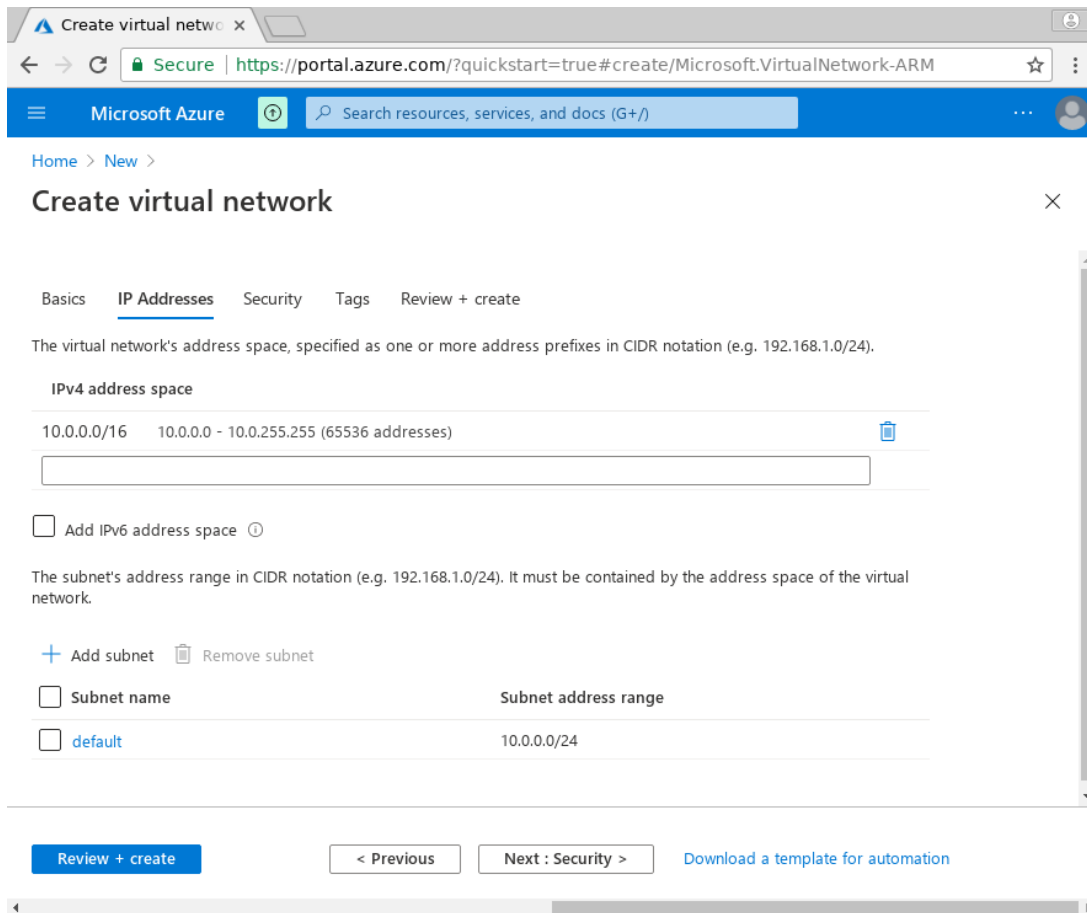 Create virtual netwo
Secure https://portal.azure.com/?quickstart=true#create/Microsoft.VirtualNetwork-ARM
Microsoft Azure Search resources, services, and docs (G+/)
Home > New >
Create virtual network
Basics IP Addresses Security Tags Review + create
The virtual network's address space, specified as one or more address prefixes in CIDR notation (e.g. 192.168.1.0/24).
IPv4 address space
10.0.0.0/16 10.0.0.0 - 10.0.255.255 (65536 addresses)
Add IPv6 address space
The subnet's address range in CIDR notation (e.g. 192.168.1.0/24). It must be contained by the address space of the virtual
network.
+ Add subnet Remove subnet
Subnet name Subnet address range
default 10.0.0.0/24
Review + create < Previous Next : Security > Download a template for automation